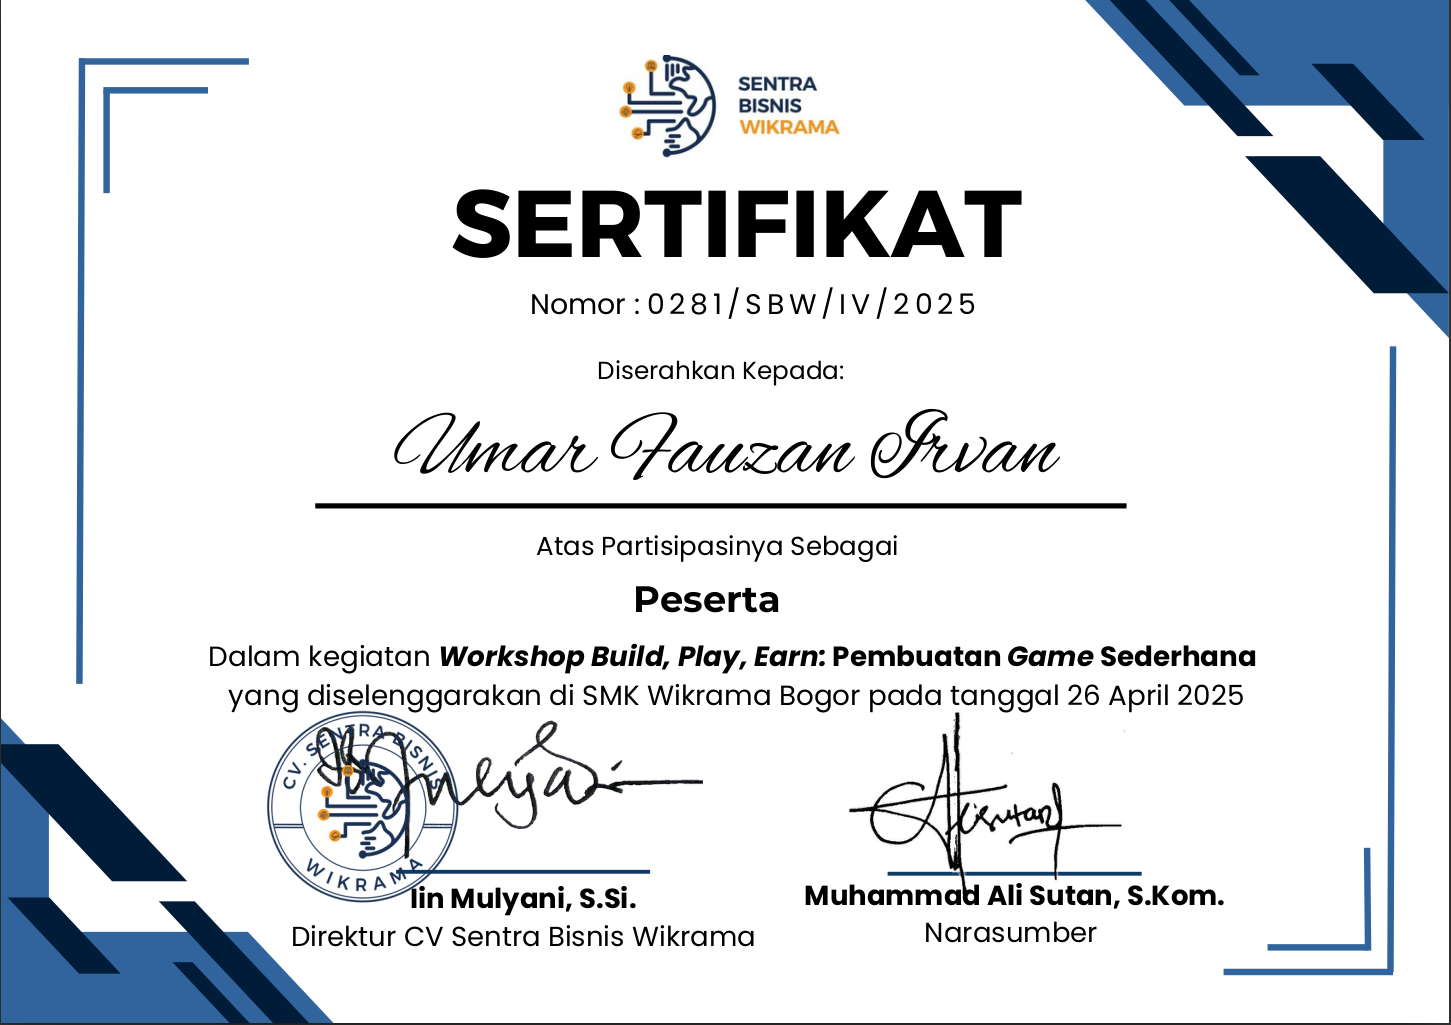 SENTRA
BISNIS
WIKRAMA
SERTIFIKAT
Nomor : 0281/SBW/IV/2025
Diserahkan Kepada:
Umar Fauzan Irvan
Atas Partisipasinya Sebagai
Peserta
Dalam kegiatan Workshop Build, Play, Earn: Pembuatan Game Sederhana
yang diselenggarakan di SMK Wikrama Bogor pada tanggal 26 April 2025
CV. SENTRA BISNIS
WIKRAMA
Iin Mulyani, S.Si.
Direktur CV Sentra Bisnis Wikrama
Muhammad Ali Sutan, S.Kom.
Narasumber